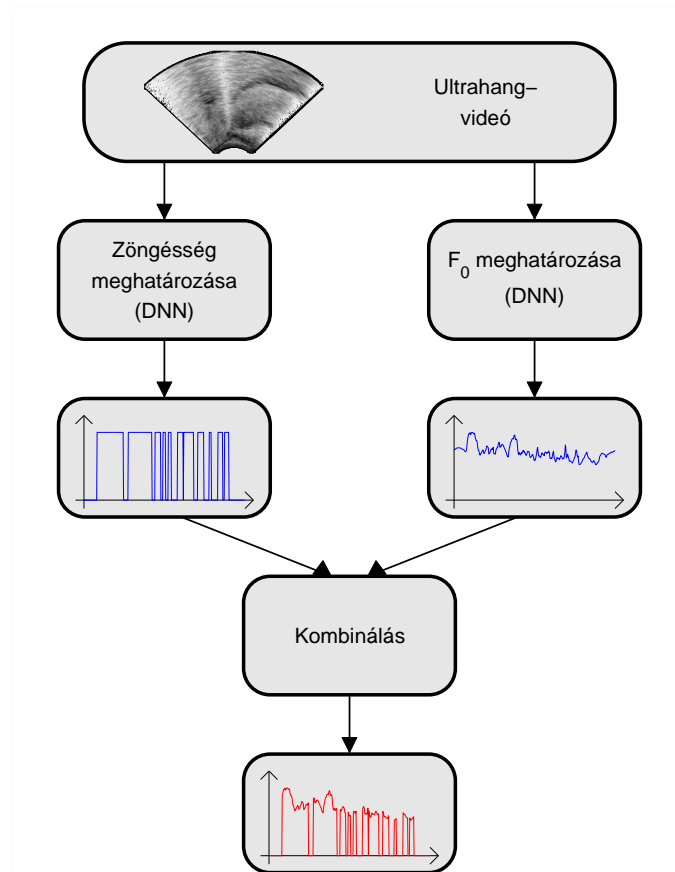 Ultrahang–
videó
Zöngésség
meghatározása
(DNN)
F0 meghatározása
(DNN)
Kombinálás